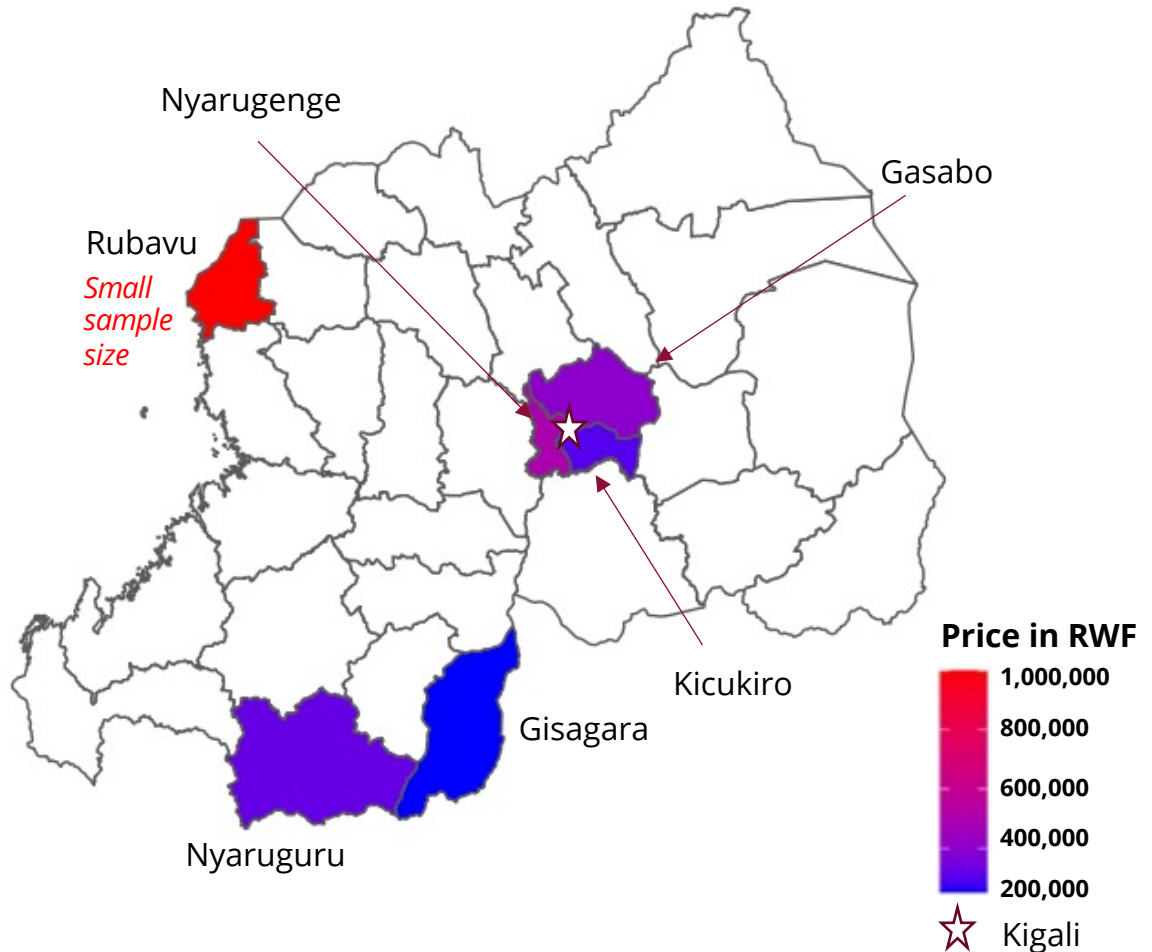 Nyarugenge
Gasabo
Rubavu
Small
sample
size
Kicukiro
Gisagara
Nyaruguru
Price in RWF
1,000,000
800,000
600,000
400,000
200,000
Kigali